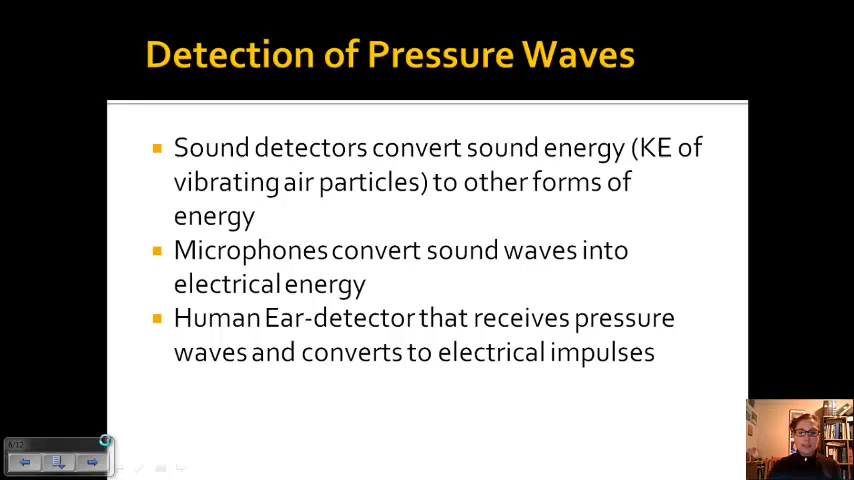 Detection of Pressure Waves
Sound detectors convert sound energy (KE of
vibrating air particles) to other forms of
energy
Microphones convert sound waves into
electrical energy
Human Ear-detector that receives pressure
waves and converts to electrical impulses
6/12